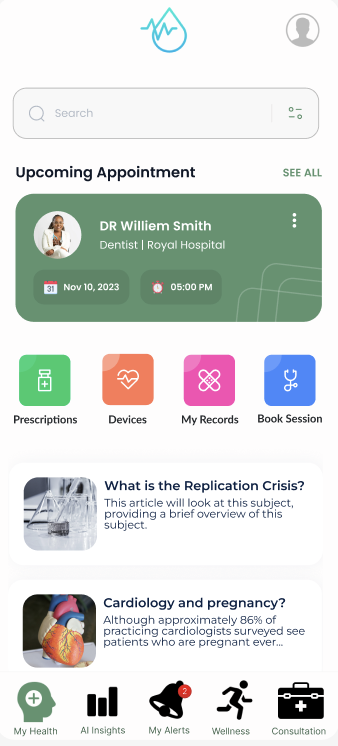 Search
Upcoming Appointment
SEE ALL
DR Williem Smith
Dentist | Royal Hospital
31
Nov 10, 2023
05:00 PM
Prescriptions
Devices
My Records
Book Session
What is the Replication Crisis?
This article will look at this subject,
providing a brief overview of this
subject.
Cardiology and pregnancy?
Although approximately 86% of
practicing cardiologists surveyed see
patients who are pregnant ever...
2
My Health
AI Insights
My Alerts
Wellness
Consultation